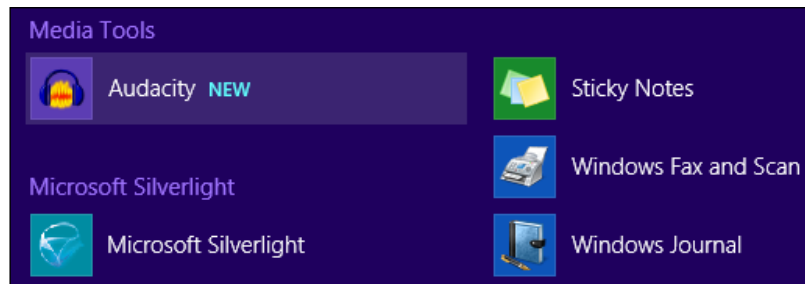 Media Tools
Audacity NEW
Microsoft Silverlight
Microsoft Silverlight
Sticky Notes
Windows Fax and Scan
Windows Journal